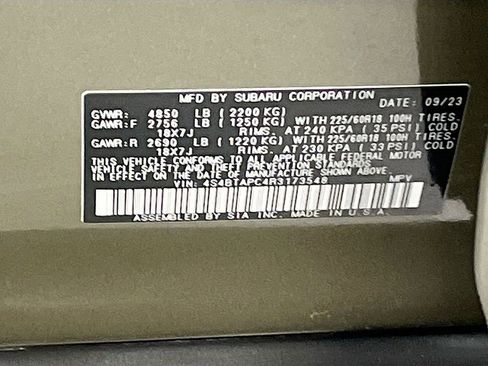 MFD BY SUBARU CORPORATION
DATE: 09/23
GVWR: 4850 LB (2200 KG)
GAWR:F 2756 LB (1250 KG) WITH 225/60R18 100H TIRES,
18X7J RIMS, AT 240 KPA (35 PSI) COLD
GAWR:R 2690 LB (1220 KG) WITH 225/60R18 100H TIRES,
18X7J RIMS, AT 230 KPA (33 PSI) COLD
THIS VEHICLE CONFORMS TO ALL APPLICABLE FEDERAL MOTOR
VEHICLE SAFETY, BUMPER, AND THEFT PREVENTION STANDARDS
IN EFFECT ON THE DATE OF MANUFACTURE SHOWN ABOVE.
VIN: 4S4BTAPC4R3173548 MPV
ASSEMBLED BY SIA INC. MADE IN U.S.A.